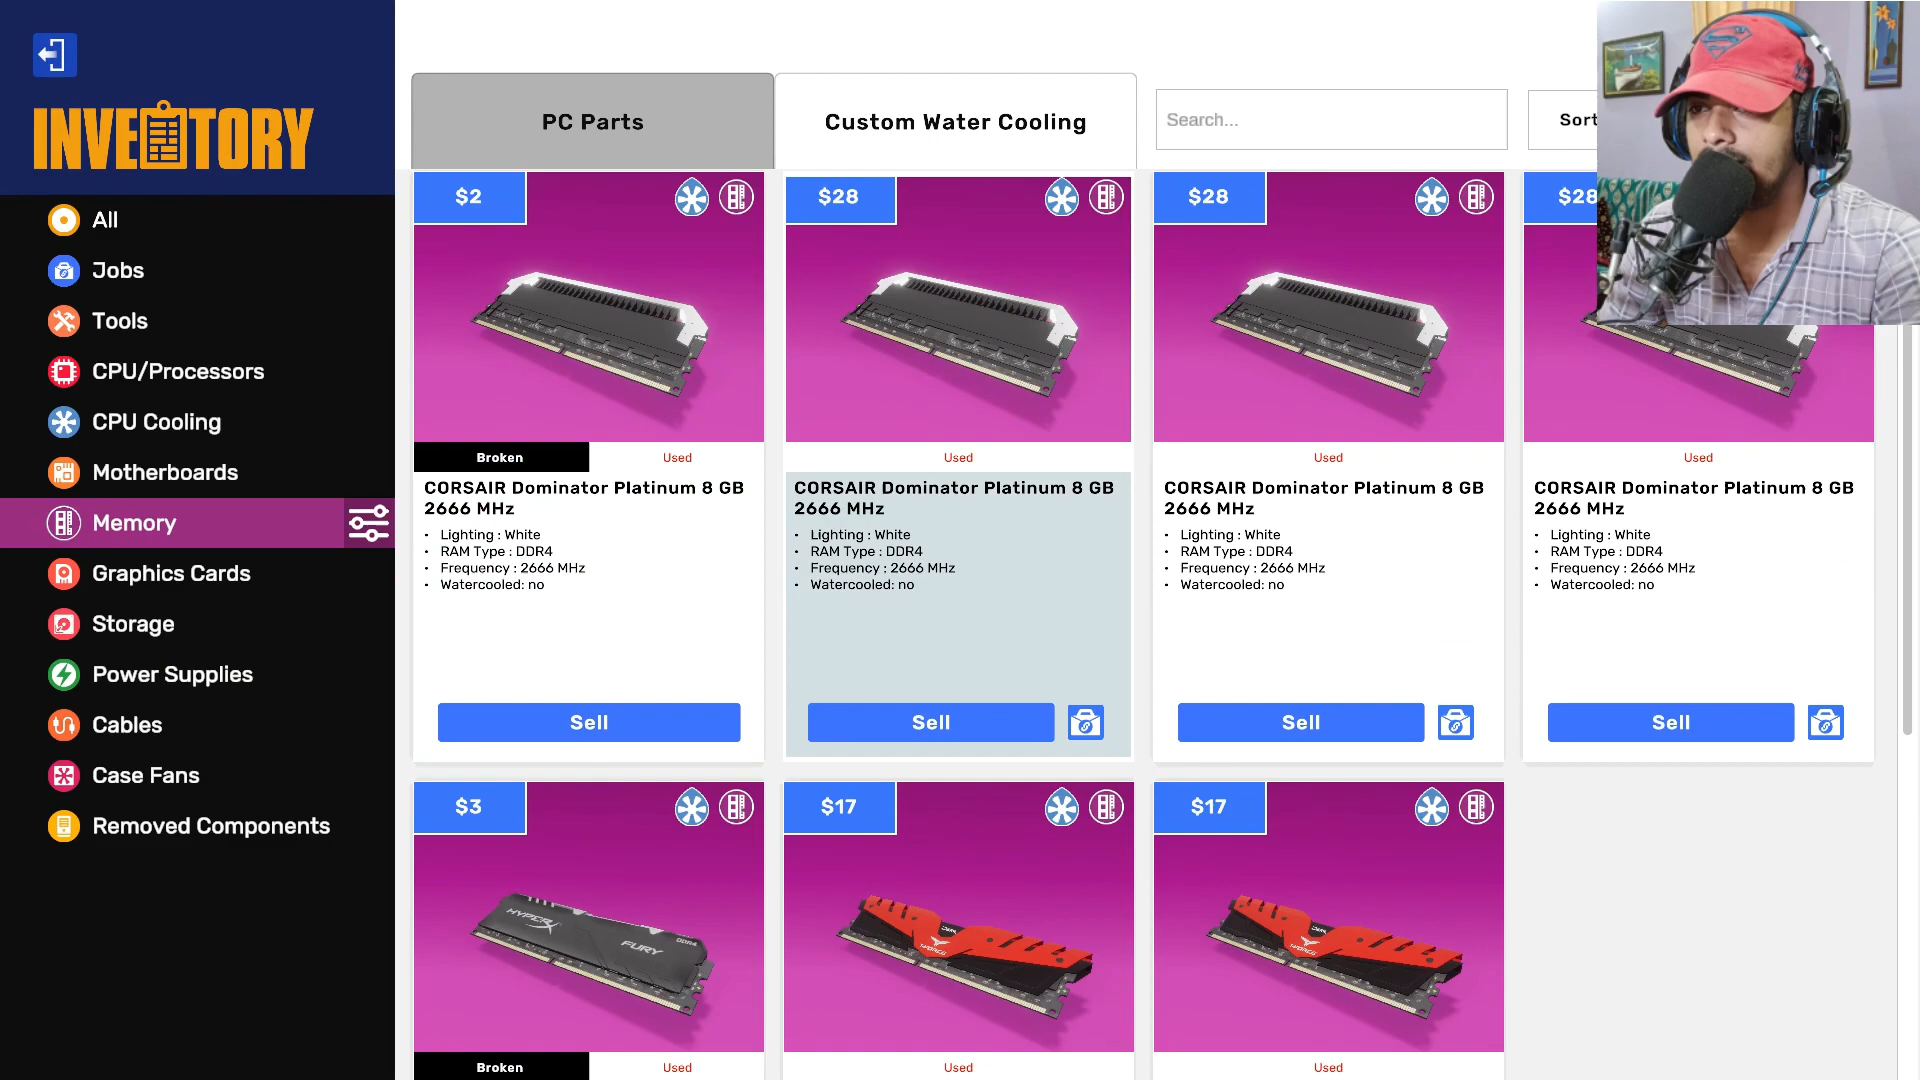 INVENTORY
All
Jobs
Tools
CPU/Processors
CPU Cooling
Motherboards
Memory
Graphics Cards
Storage
Power Supplies
Cables
Case Fans
Removed Components
PC Parts
Custom Water Cooling
Search...
Sort
$2
Broken
Used
CORSAIR Dominator Platinum 8 GB
2666 MHz
• Lighting : White
• RAM Type : DDR4
• Frequency : 2666 MHz
• Watercooled: no
Sell
$28
Used
CORSAIR Dominator Platinum 8 GB
2666 MHz
• Lighting : White
• RAM Type : DDR4
• Frequency : 2666 MHz
• Watercooled: no
Sell
$28
Used
CORSAIR Dominator Platinum 8 GB
2666 MHz
• Lighting : White
• RAM Type : DDR4
• Frequency : 2666 MHz
• Watercooled: no
Sell
$28
Used
CORSAIR Dominator Platinum 8 GB
2666 MHz
• Lighting : White
• RAM Type : DDR4
• Frequency : 2666 MHz
• Watercooled: no
Sell
$3
HYPERX
FURY
DDR4
Broken
Used
$17
T-FORCE
Used
$17
T-FORCE
Used